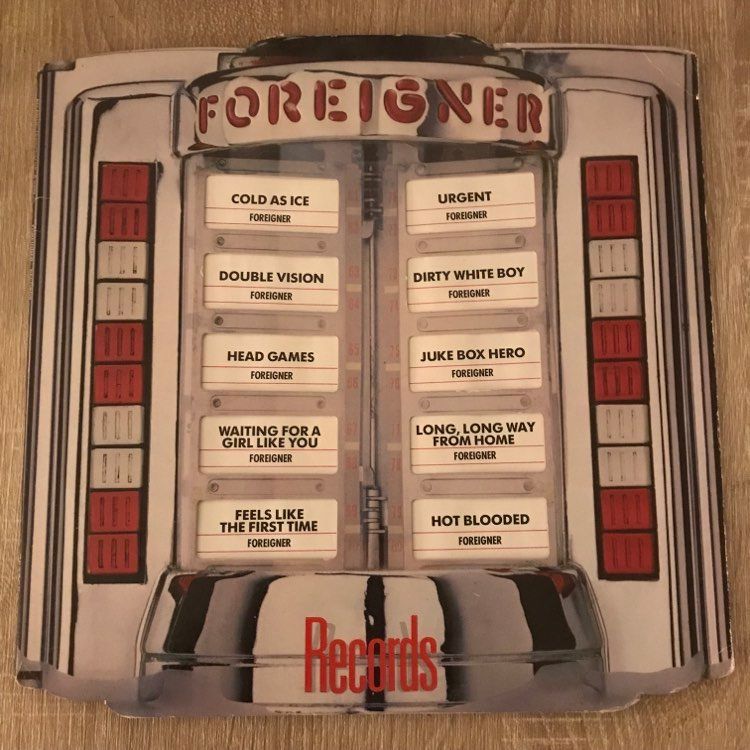 FOREIGNER
COLD AS ICE
FOREIGNER
DOUBLE VISION
FOREIGNER
HEAD GAMES
FOREIGNER
WAITING FOR A
GIRL LIKE YOU
FOREIGNER
FEELS LIKE
THE FIRST TIME
FOREIGNER
URGENT
FOREIGNER
DIRTY WHITE BOY
FOREIGNER
JUKE BOX HERO
FOREIGNER
LONG, LONG WAY
FROM HOME
FOREIGNER
HOT BLOODED
FOREIGNER
Records